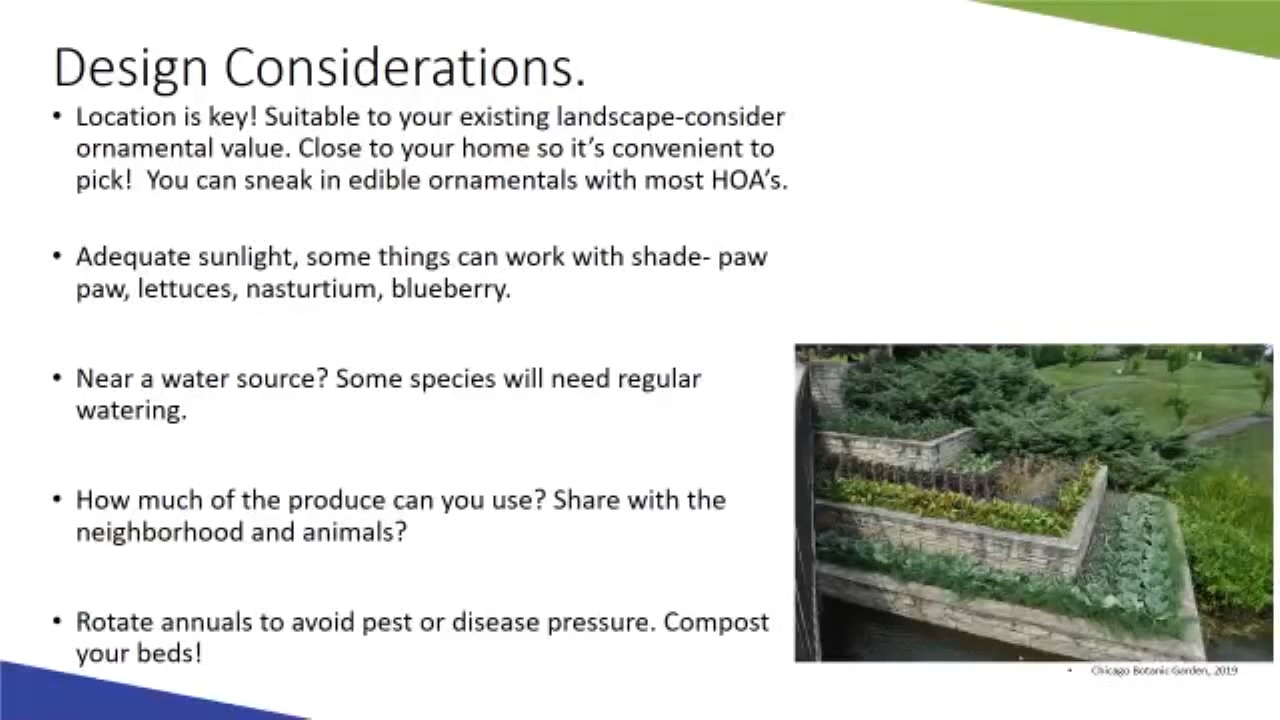 Design Considerations.
• Location is key! Suitable to your existing landscape-consider
ornamental value. Close to your home so it’s convenient to
pick!  You can sneak in edible ornamentals with most HOA’s.
• Adequate sunlight, some things can work with shade- paw
paw, lettuces, nasturtium, blueberry.
• Near a water source? Some species will need regular
watering.
• How much of the produce can you use? Share with the
neighborhood and animals?
• Rotate annuals to avoid pest or disease pressure. Compost
your beds!
• Chicago Botanic Garden, 2019